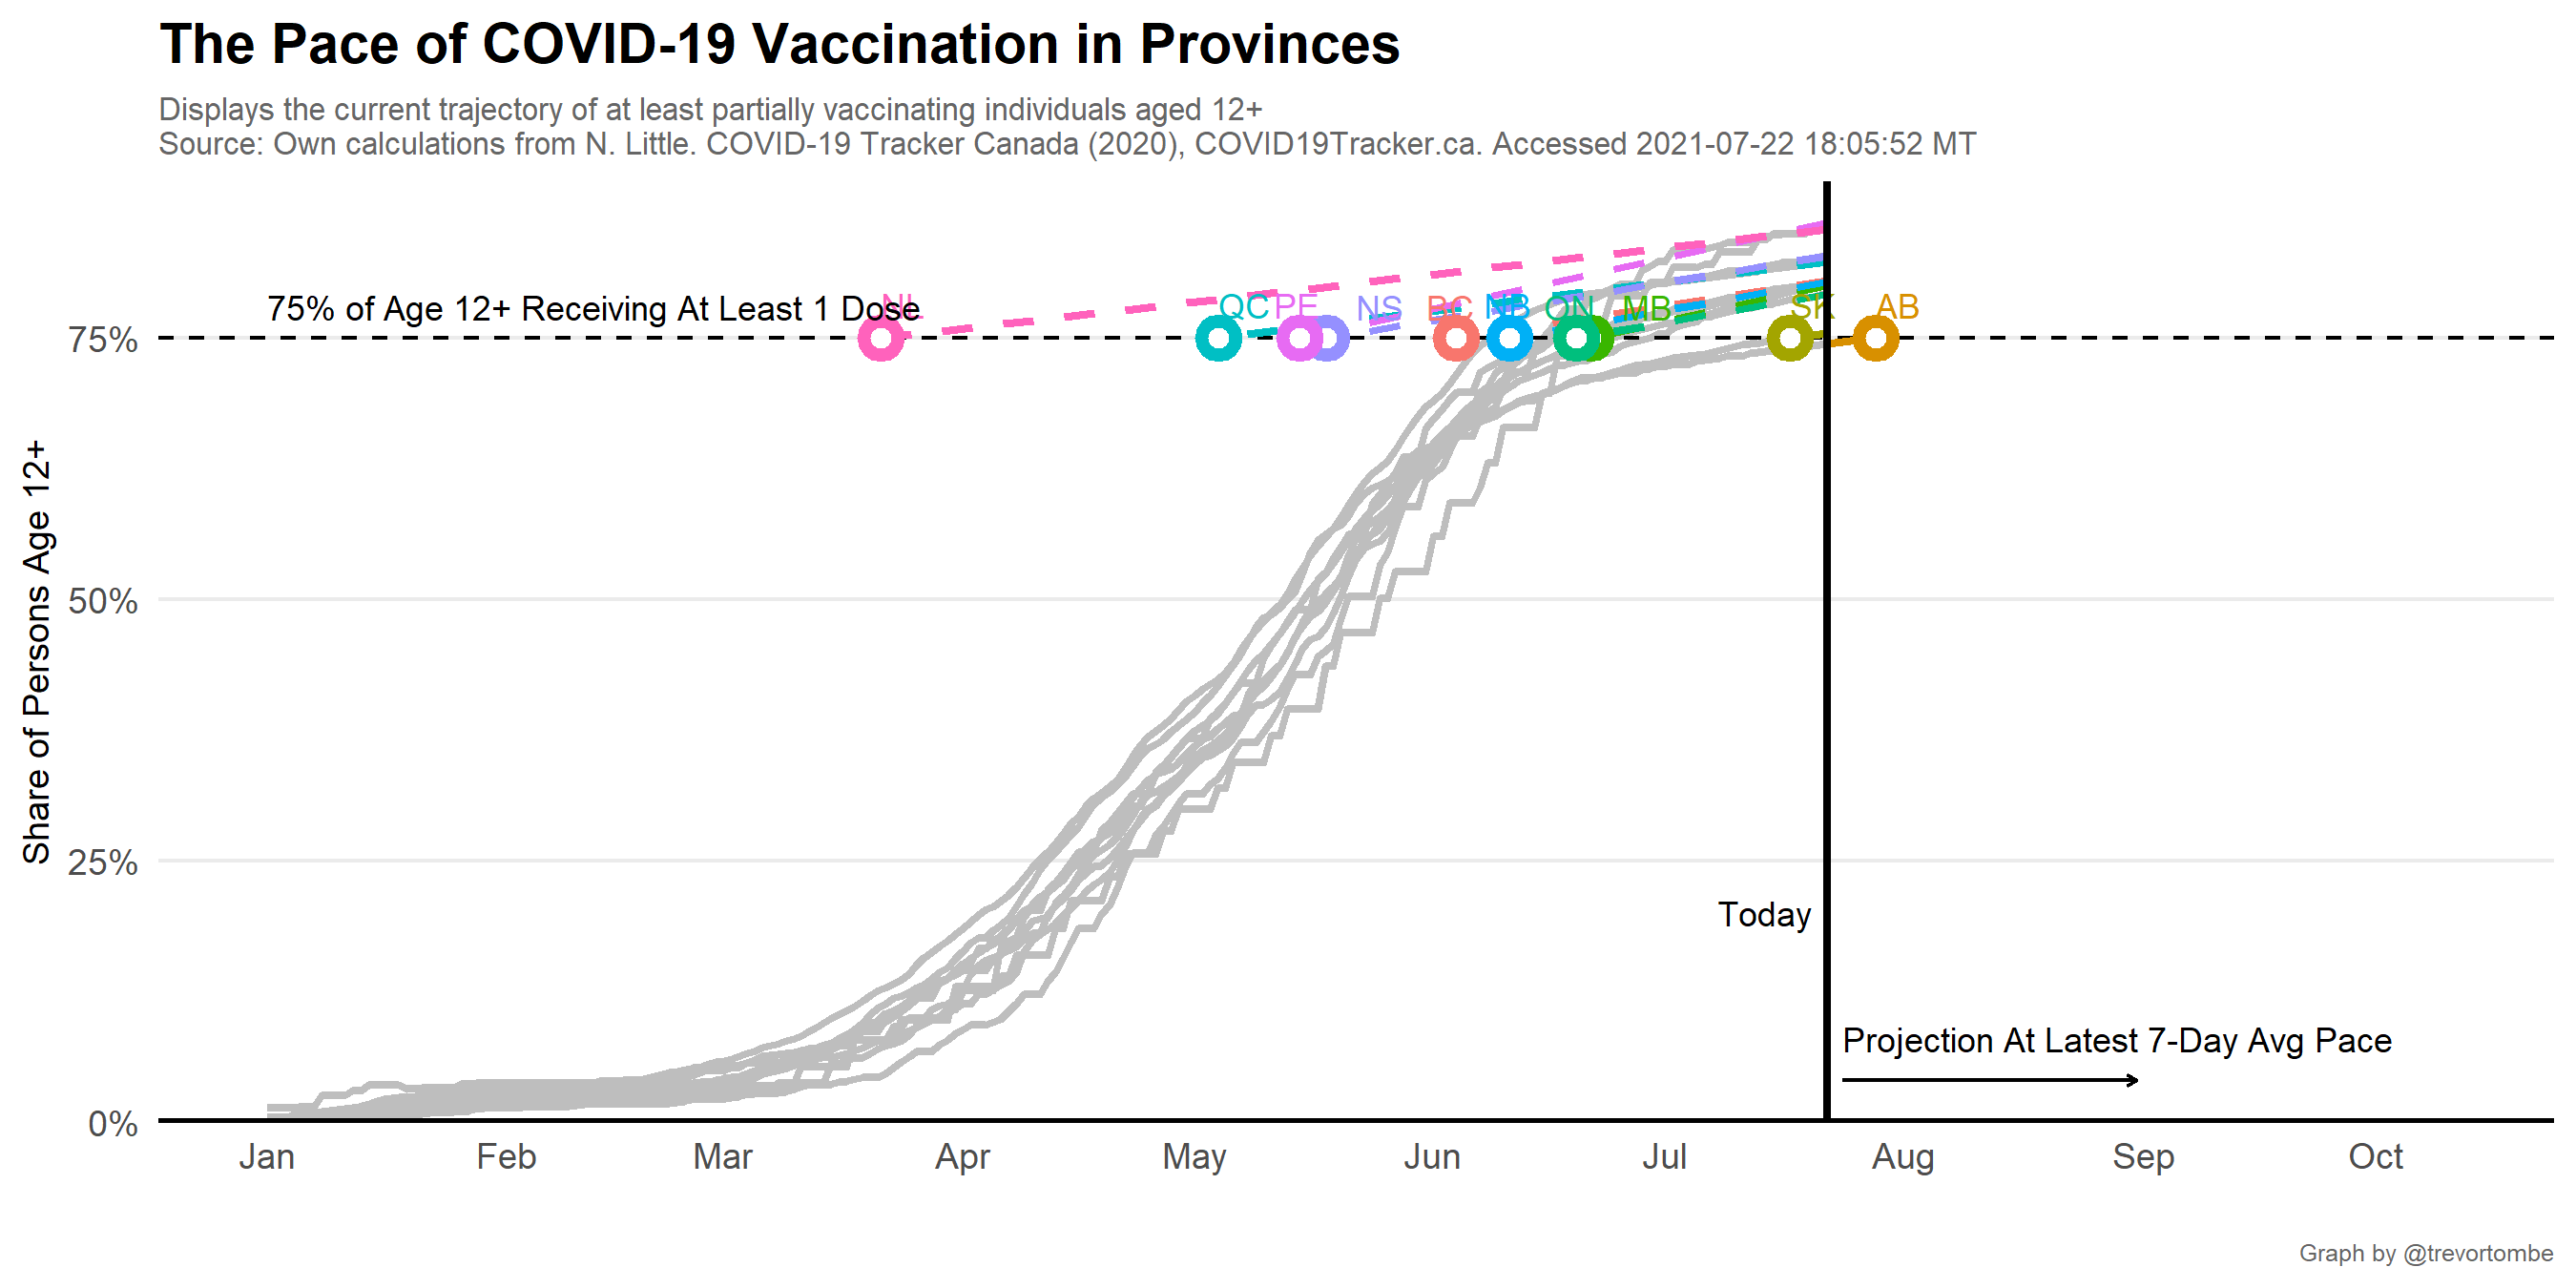 The Pace of COVID-19 Vaccination in Provinces
Displays the current trajectory of at least partially vaccinating individuals aged 12+
Source: Own calculations from N. Little. COVID-19 Tracker Canada (2020), COVID19Tracker.ca. Accessed 2021-07-22 18:05:52 MT
75% of Age 12+ Receiving At Least 1 Dose
NL
QC
PE
NS
BC
NB
ON
MB
SK
AB
75%
50%
25%
0%
Share of Persons Age 12+
Today
Projection At Latest 7-Day Avg Pace
Jan
Feb
Mar
Apr
May
Jun
Jul
Aug
Sep
Oct
Graph by @trevortombe